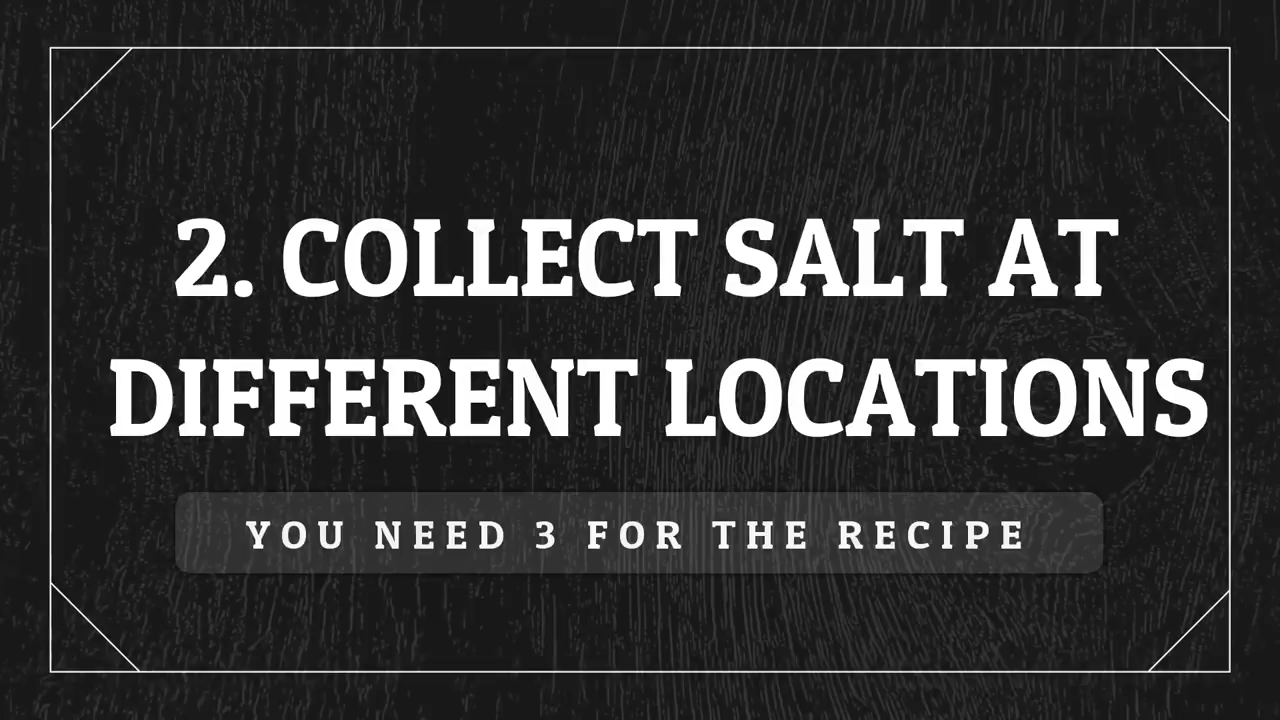 2. COLLECT SALT AT
DIFFERENT LOCATIONS
YOU NEED 3 FOR THE RECIPE